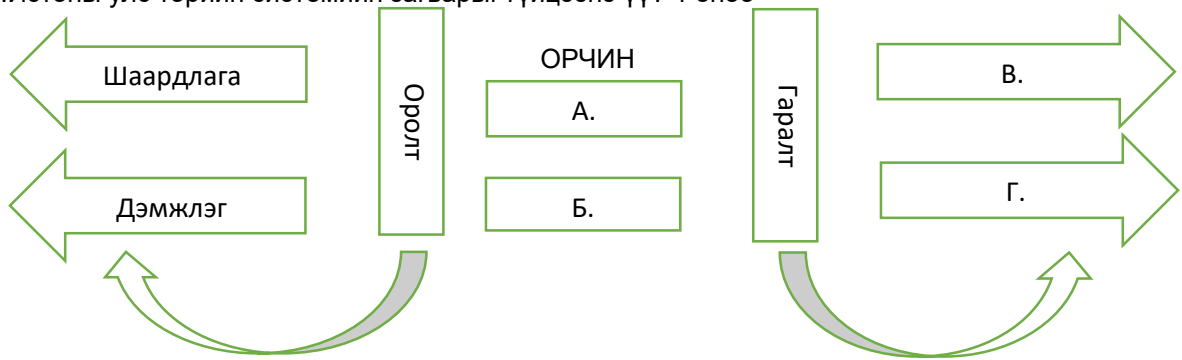 ОРЧИН
Шаардлага
Оролт
А.
Гаралт
В.
Дэмжлэг
Б.
Г.